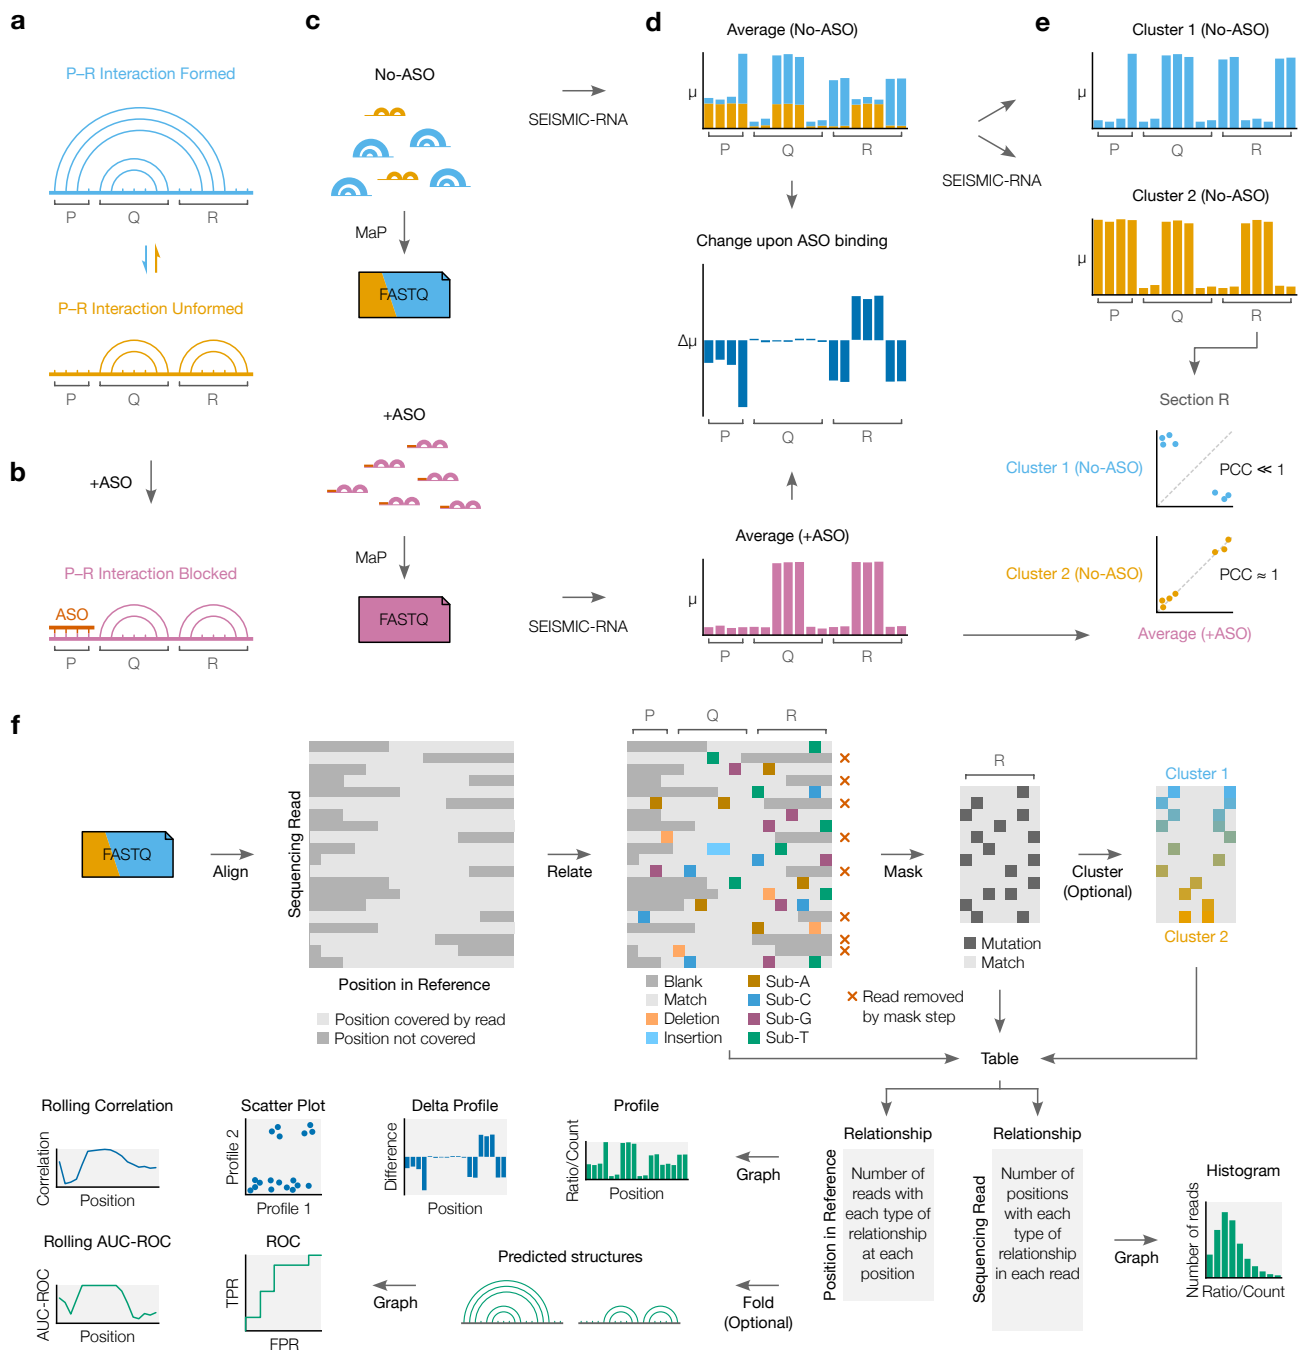 a
P–R Interaction Formed
P
Q
R
P–R Interaction Unformed
P
Q
R
b
+ASO
P–R Interaction Blocked
ASO
P
Q
R
c
No-ASO
SEISMIC-RNA
MaP
FASTQ
+ASO
MaP
FASTQ
SEISMIC-RNA
d
Average (No-ASO)
μ
P
Q
R
SEISMIC-RNA
Change upon ASO binding
Δμ
P
Q
R
Average (+ASO)
μ
P
Q
R
e
Cluster 1 (No-ASO)
μ
P
Q
R
Cluster 2 (No-ASO)
μ
P
Q
R
Section R
Cluster 1 (No-ASO)
PCC ≪ 1
Cluster 2 (No-ASO)
PCC ≈ 1
Average (+ASO)
f
FASTQ
Align
Sequencing Read
Position in Reference
Position covered by read
Position not covered
Relate
P
Q
R
Blank
Match
Deletion
Insertion
Sub-A
Sub-C
Sub-G
Sub-T
Read removed
by mask step
Mask
R
Mutation
Match
Cluster
(Optional)
Cluster 1
Cluster 2
Table
Relationship
Position in Reference
Number of
reads with
each type of
relationship
at each
position
Relationship
Sequencing Read
Number of
positions
with each
type of
relationship
in each read
Graph
Histogram
Number of reads
Ratio/Count
Graph
Profile
Ratio/Count
Position
Delta Profile
Difference
Position
Scatter Plot
Profile 2
Profile 1
Rolling Correlation
Correlation
Position
Fold
(Optional)
Predicted structures
Graph
ROC
TPR
FPR
Rolling AUC-ROC
AUC-ROC
Position